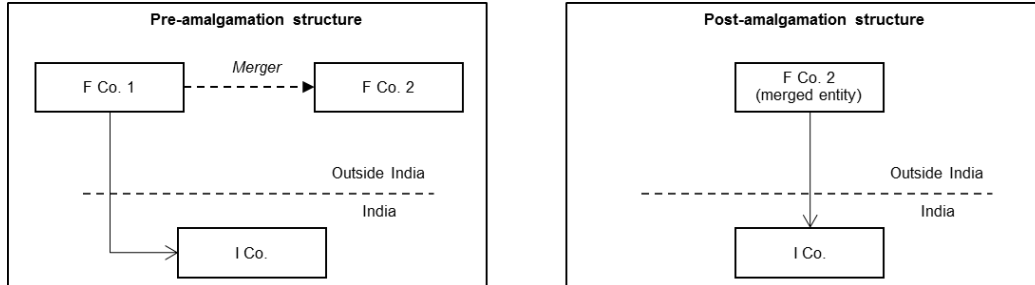 Pre-amalgamation structure
F Co. 1
Merger
F Co. 2
Outside India
India
I Co.
Post-amalgamation structure
F Co. 2
(merged entity)
Outside India
India
I Co.